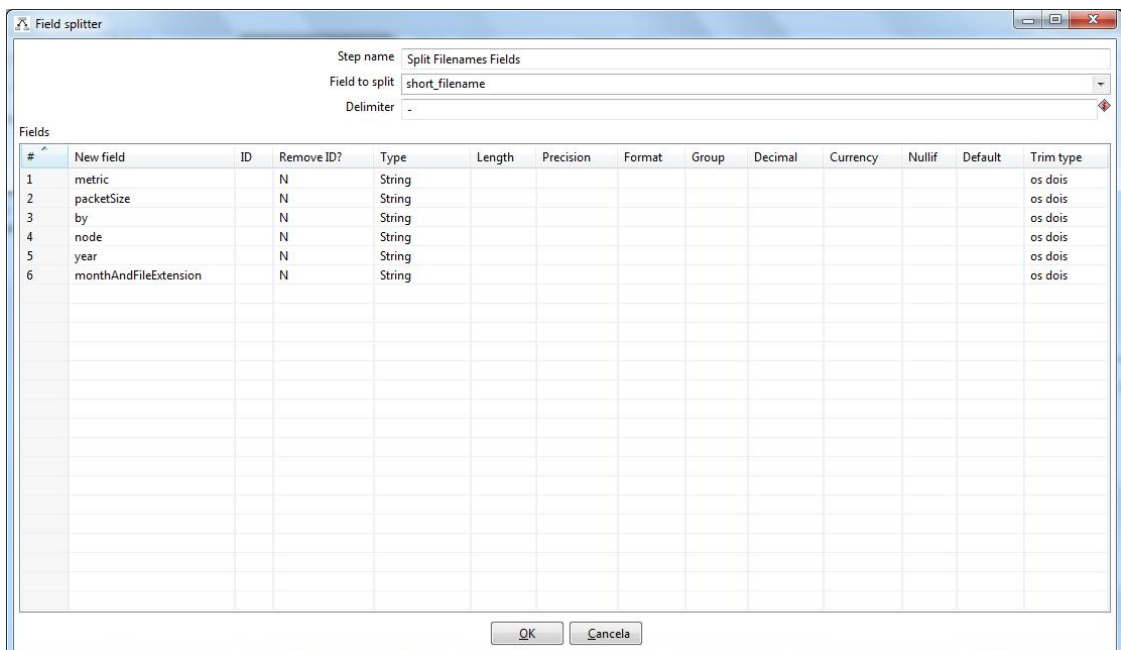 Field splitter
Step name Split Filenames Fields
Field to split short_filename
Delimiter -
Fields
# New field ID Remove ID? Type Length Precision Format Group Decimal Currency Nullif Default Trim type
1 metric N String os dois
2 packetSize N String os dois
3 by N String os dois
4 node N String os dois
5 year N String os dois
6 monthAndFileExtension N String os dois
OK Cancela